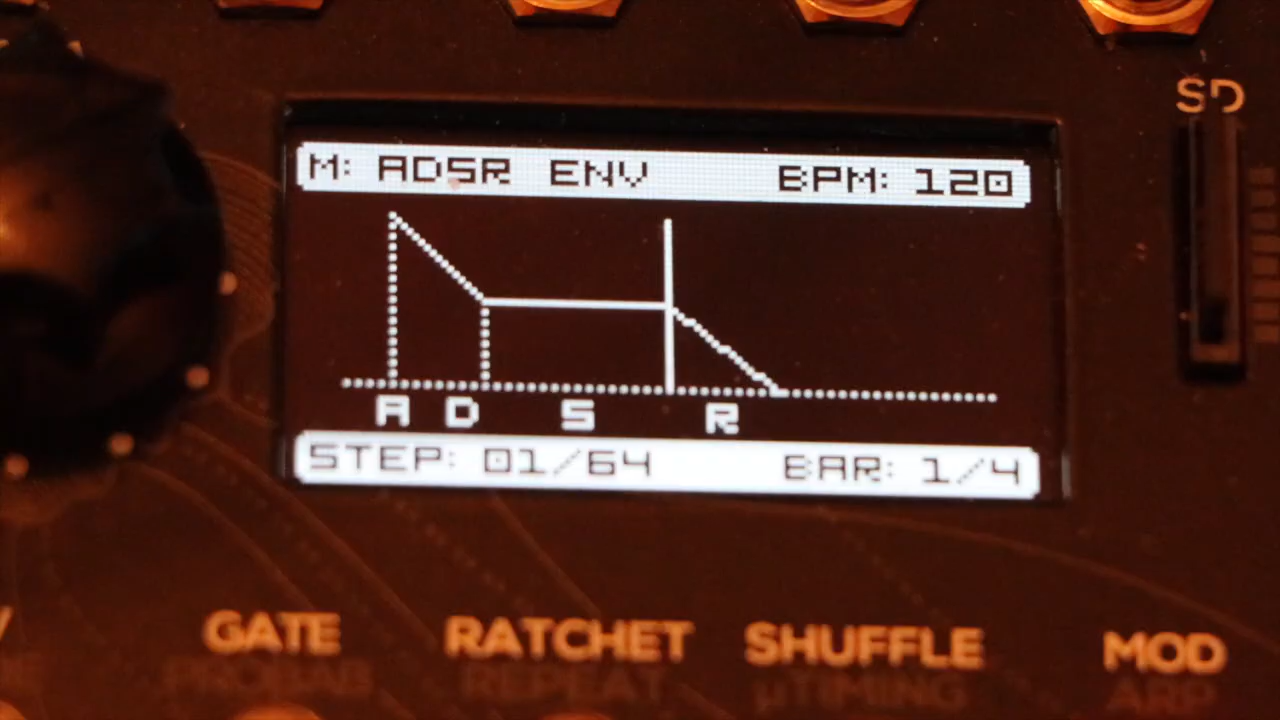 SD
M: ADSR ENV BPM: 120
A D S R
STEP: 01/64 BAR: 1/4
GATE RATCHET SHUFFLE MOD
PROBAB REPEAT µTIMING ARP